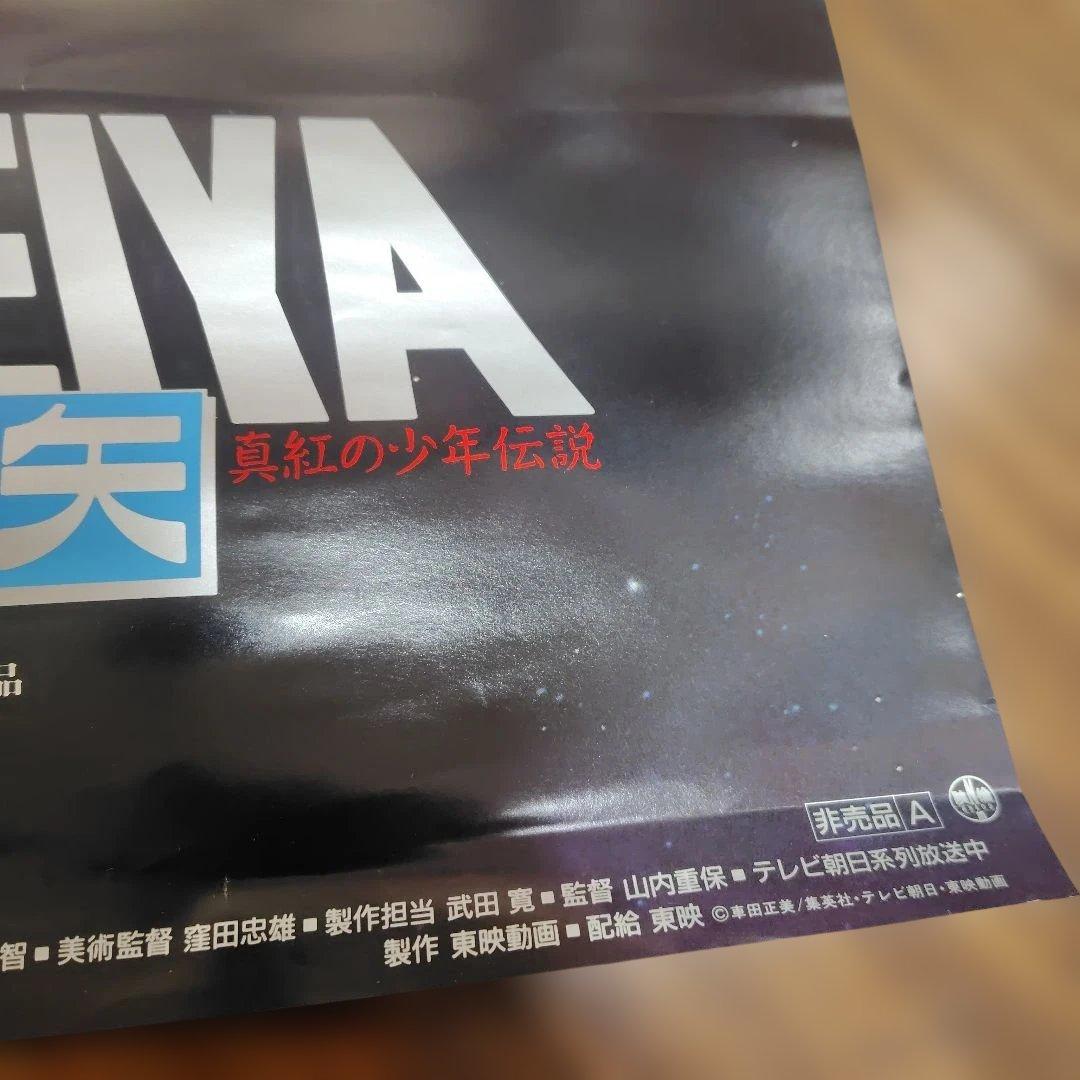 EIYA
矢
真紅の少年伝説
品
非売品 A
智■美術監督 窪田忠雄■製作担当 武田 寛■監督 山内重保■テレビ朝日系列放送中
製作 東映動画■配給 東映 ©車田正美/集英社・テレビ朝日・東映動画